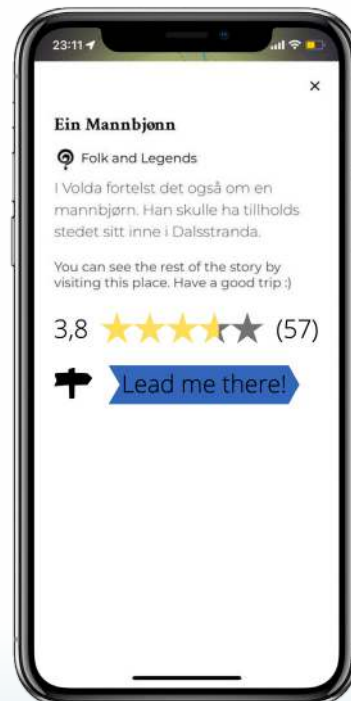 23:11
Ein Mannbjønn
Folk and Legends
I Volda fortelst det også om en
mannbjørn. Han skulle ha tillholds
stedet sitt inne i Dalsstranda.
You can see the rest of the story by
visiting this place. Have a good trip :)
3,8 (57)
Lead me there!